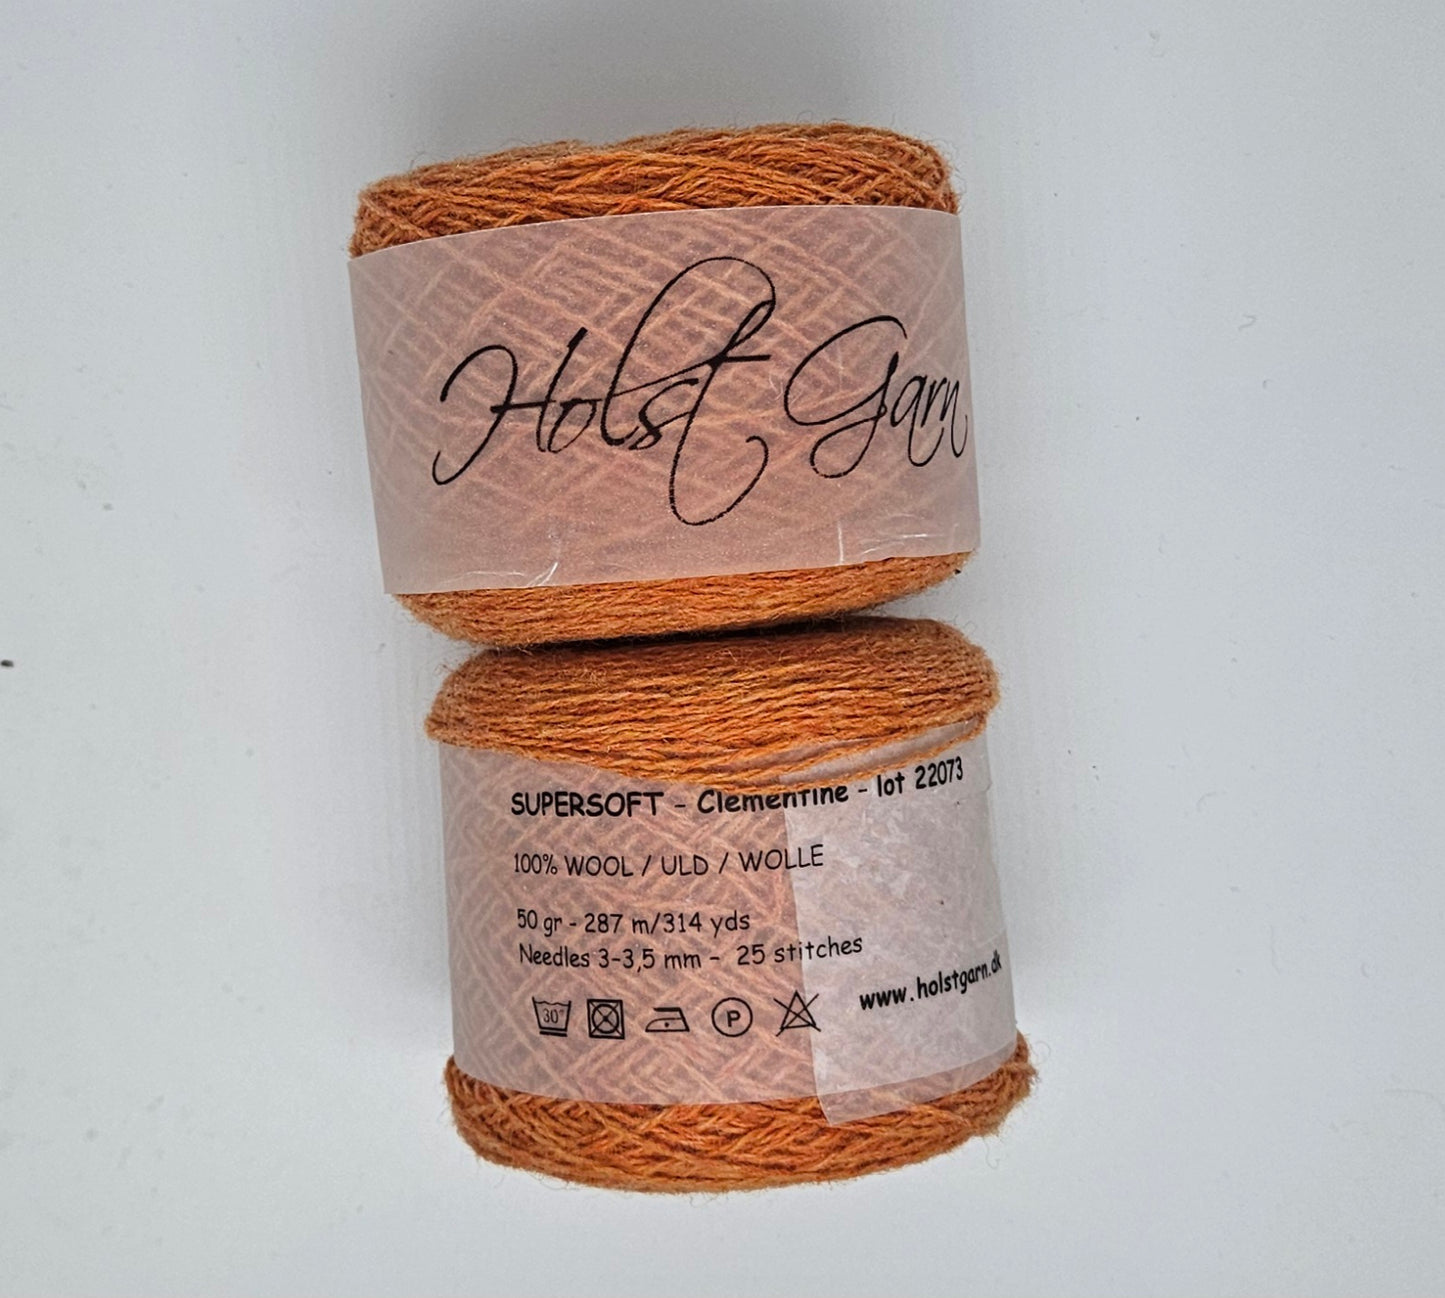 Holst Garn
SUPERSOFT - Clementine - lot 22073
100% WOOL / ULD / WOLLE
50 gr - 287 m/314 yds
Needles 3-3,5 mm - 25 stitches
www.holstgarn.dk
30°
P